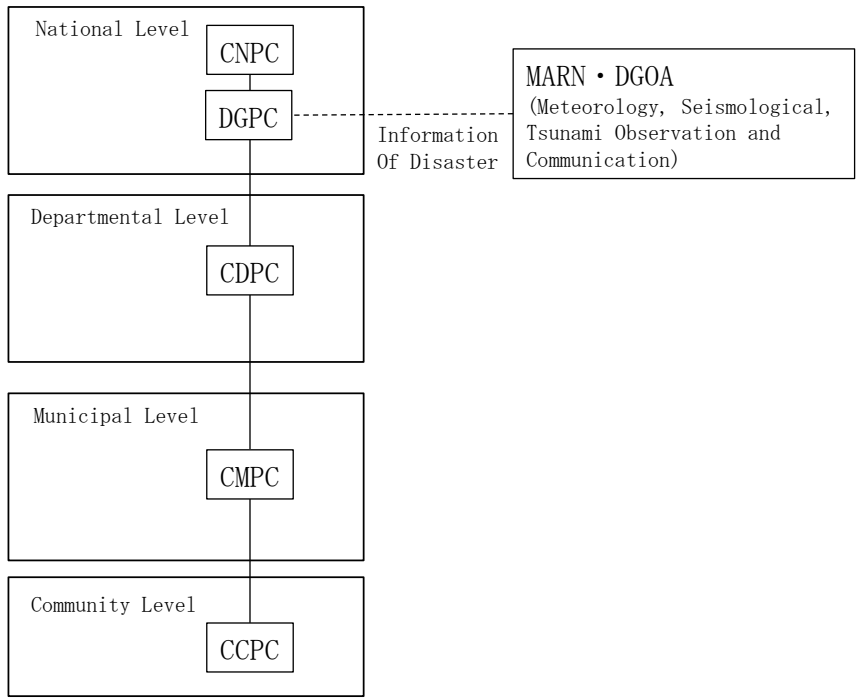 National Level
CNPC
DGPC
Information
Of Disaster
MARN・DGOA
(Meteorology, Seismological,
Tsunami Observation and
Communication)
Departmental Level
CDPC
Municipal Level
CMPC
Community Level
CCPC